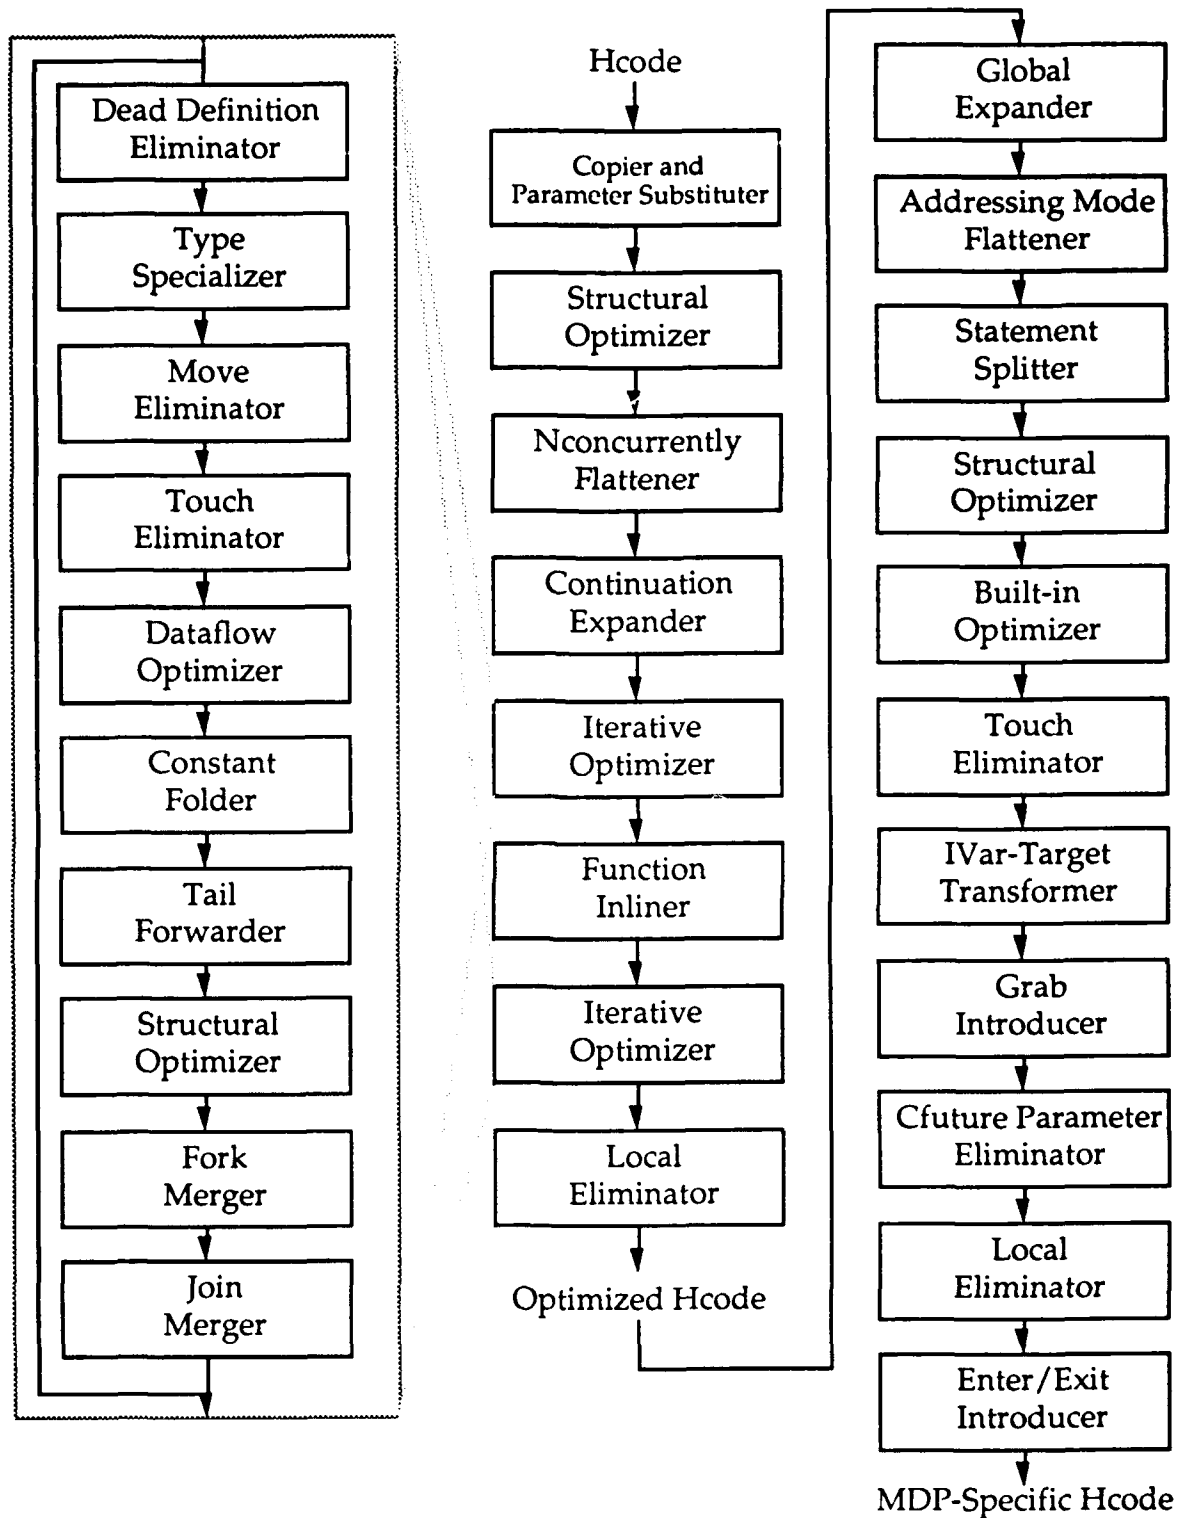 Dead Definition
Eliminator
Type
Specializer
Move
Eliminator
Touch
Eliminator
Dataflow
Optimizer
Constant
Folder
Tail
Forwarder
Structural
Optimizer
Fork
Merger
Join
Merger
Hcode
Copier and
Parameter Substituter
Structural
Optimizer
Nconcurrently
Flattener
Continuation
Expander
Iterative
Optimizer
Function
Inliner
Iterative
Optimizer
Local
Eliminator
Optimized Hcode
Global
Expander
Addressing Mode
Flattener
Statement
Splitter
Structural
Optimizer
Built-in
Optimizer
Touch
Eliminator
IVar-Target
Transformer
Grab
Introducer
Cfuture Parameter
Eliminator
Local
Eliminator
Enter/Exit
Introducer
MDP-Specific Hcode